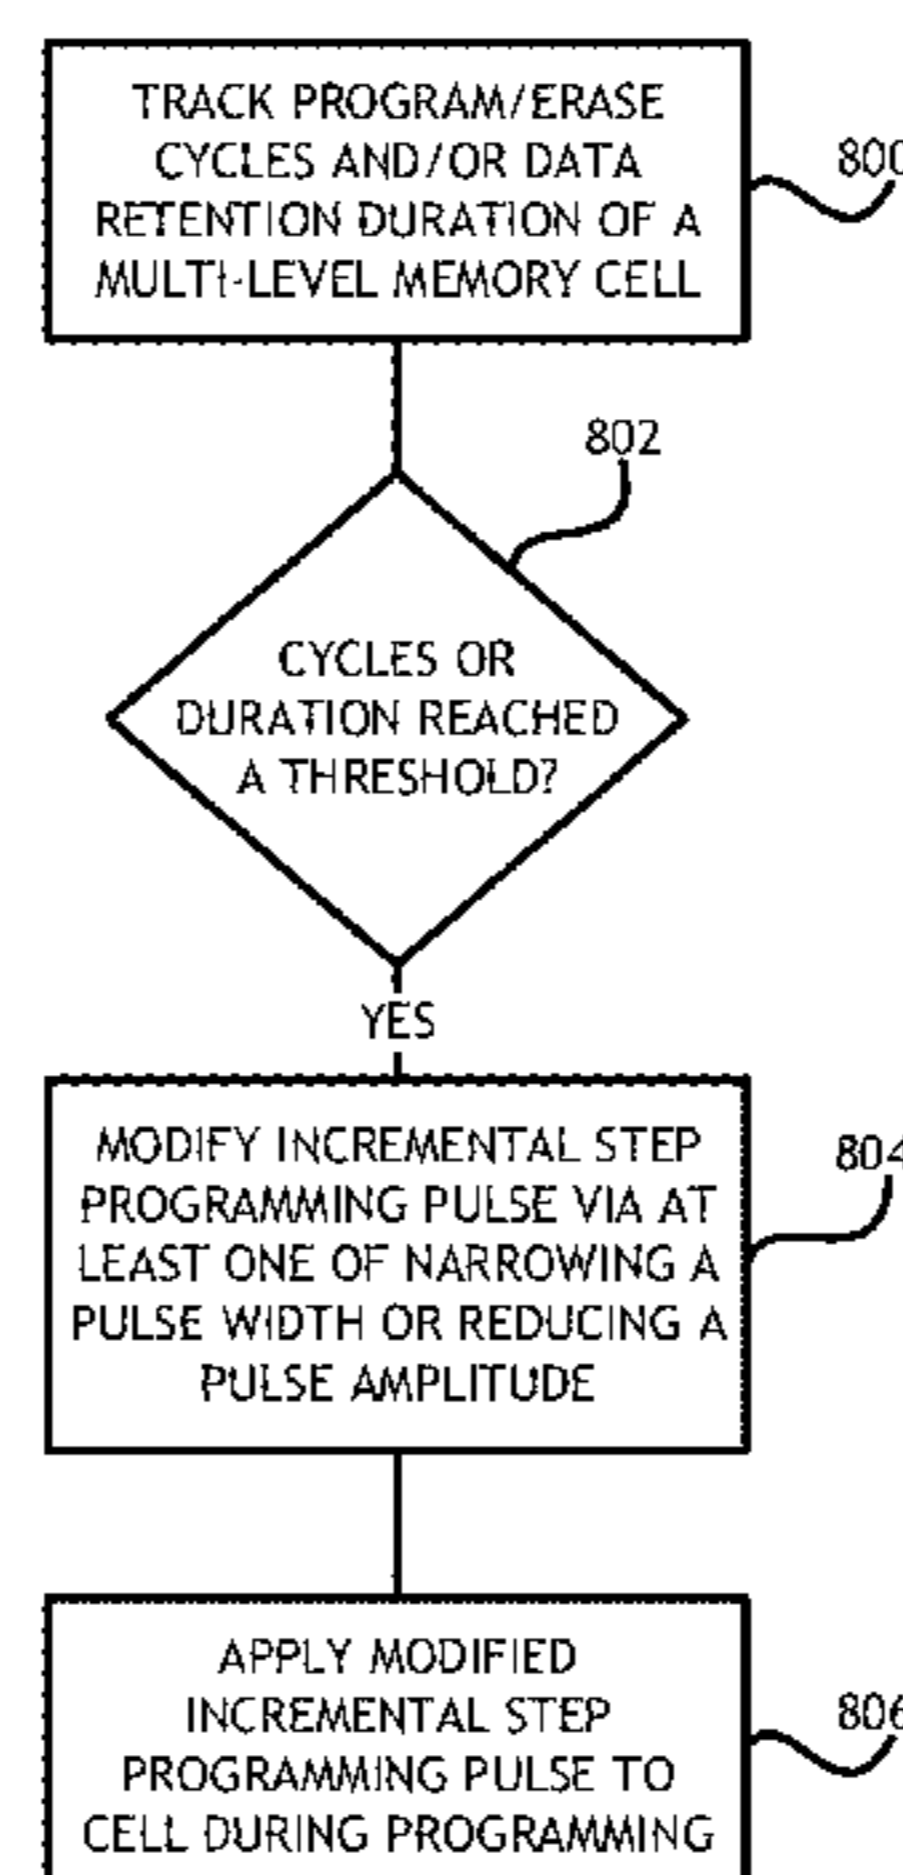 TRACK PROGRAM/ERASE
CYCLES AND/OR DATA
RETENTION DURATION OF A
MULTI-LEVEL MEMORY CELL
800
802
CYCLES OR
DURATION REACHED
A THRESHOLD?
YES
MODIFY INCREMENTAL STEP
PROGRAMMING PULSE VIA AT
LEAST ONE OF NARROWING A
PULSE WIDTH OR REDUCING A
PULSE AMPLITUDE
804
APPLY MODIFIED
INCREMENTAL STEP
PROGRAMMING PULSE TO
CELL DURING PROGRAMMING
806